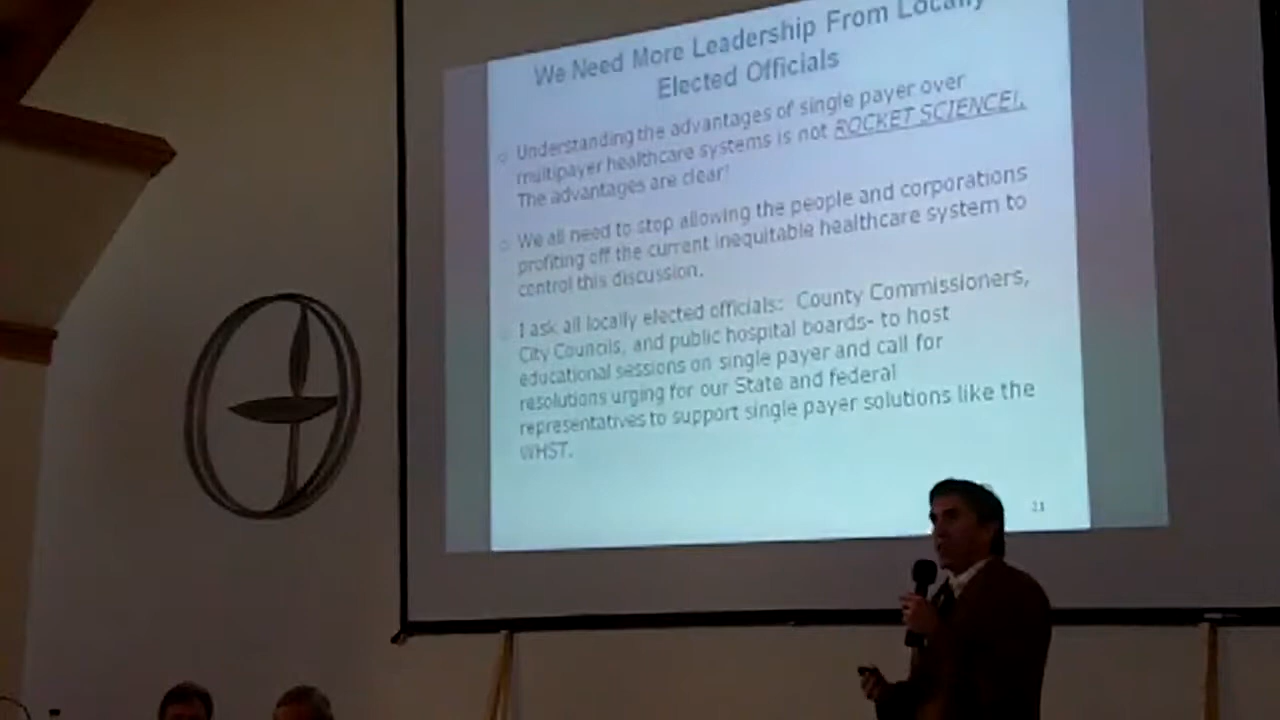 We Need More Leadership From Locally
Elected Officials
Understanding the advantages of single payer over
multipayer healthcare systems is not ROCKET SCIENCE!.
The advantages are clear!
We all need to stop allowing the people and corporations
profiting off the current inequitable healthcare system to
control this discussion.
I ask all locally elected officials: County Commissioners,
City Councils, and public hospital boards- to host
educational sessions on single payer and call for
resolutions urging for our State and federal
representatives to support single payer solutions like the
WHST.
21